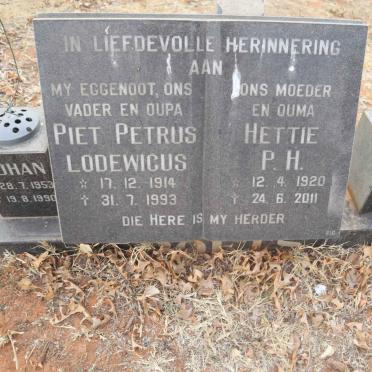 IN LIEFDEVOLLE HERINNERING
AAN
MY EGGENOOT, ONS
VADER EN OUPA
PIET PETRUS
LODEWICUS
☆ 17. 12. 1914
✝ 31. 7. 1993
ONS MOEDER
EN OUMA
HETTIE
P. H.
☆ 12. 4. 1920
✝ 24. 6. 2011
DIE HERE IS MY HERDER
OHAN
28. 7. 1953
19. 8. 1990